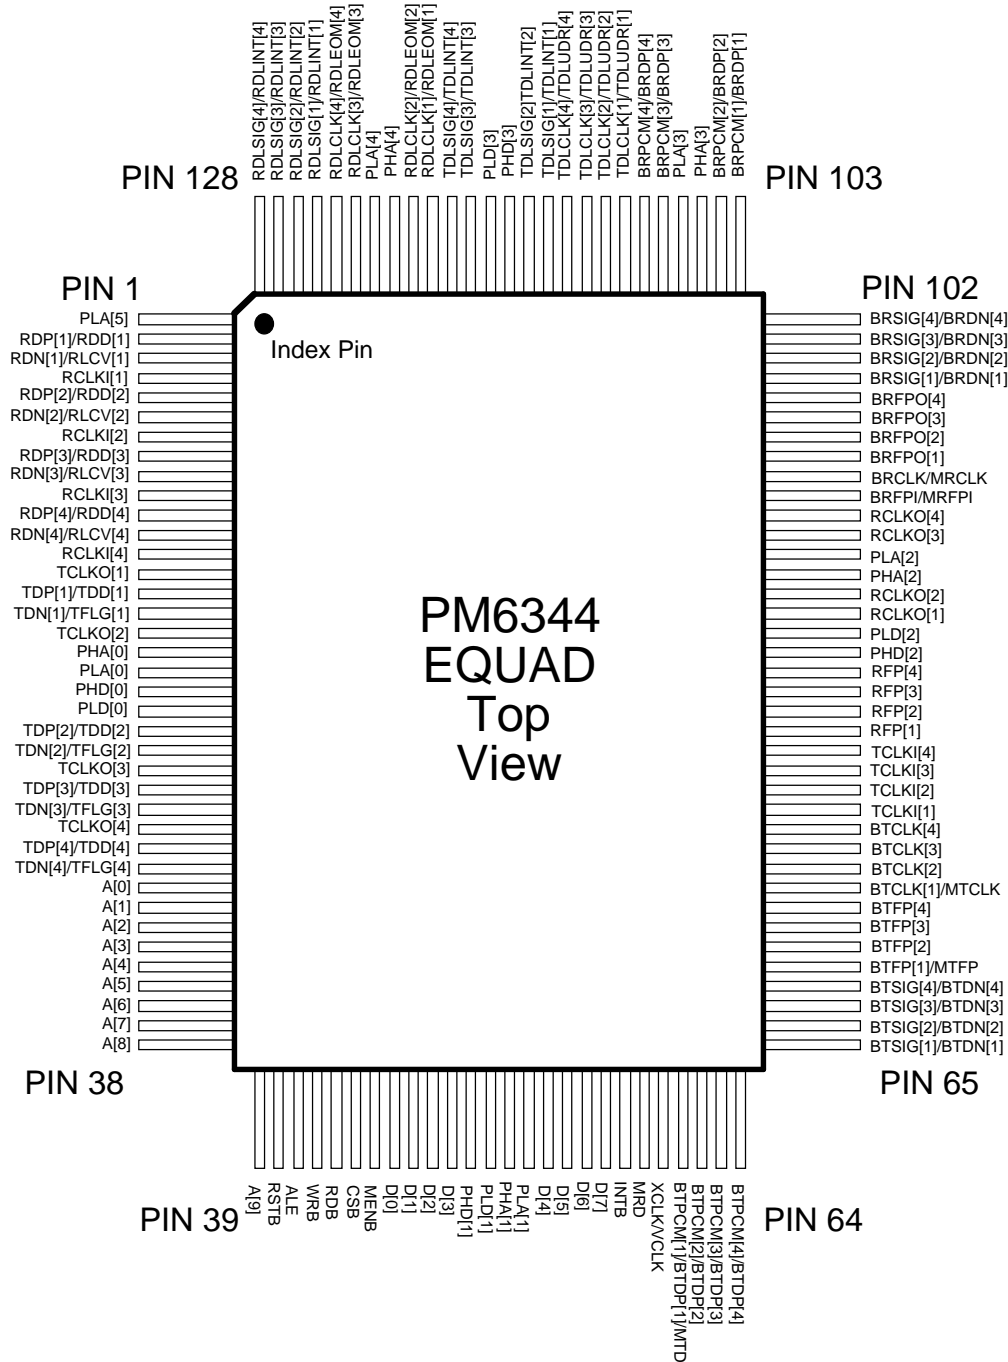 RDLSIG[4]/RDLINT[4]
RDLSIG[3]/RDLINT[3]
RDLSIG[2]/RDLINT[2]
RDLSIG[1]/RDLINT[1]
RDLCLK[4]/RDLEOM[4]
RDLCLK[3]/RDLEOM[3]
PLA[4]
PHA[4]
RDLCLK[2]/RDLEOM[2]
RDLCLK[1]/RDLEOM[1]
TDLSIG[4]/TDLINT[4]
TDLSIG[3]/TDLINT[3]
PLD[3]
PHD[3]
TDLSIG[2]TDLINT[2]
TDLSIG[1]/TDLINT[1]
TDLCLK[4]/TDLUDR[4]
TDLCLK[3]/TDLUDR[3]
TDLCLK[2]/TDLUDR[2]
TDLCLK[1]/TDLUDR[1]
BRPCM[4]/BRDP[4]
BRPCM[3]/BRDP[3]
PLA[3]
PHA[3]
BRPCM[2]/BRDP[2]
BRPCM[1]/BRDP[1]
PIN 128
PIN 103
PIN 1
PLA[5]
RDP[1]/RDD[1]
RDN[1]/RLCV[1]
RCLKI[1]
RDP[2]/RDD[2]
RDN[2]/RLCV[2]
RCLKI[2]
RDP[3]/RDD[3]
RDN[3]/RLCV[3]
RCLKI[3]
RDP[4]/RDD[4]
RDN[4]/RLCV[4]
RCLKI[4]
TCLKO[1]
TDP[1]/TDD[1]
TDN[1]/TFLG[1]
TCLKO[2]
PHA[0]
PLA[0]
PHD[0]
PLD[0]
TDP[2]/TDD[2]
TDN[2]/TFLG[2]
TCLKO[3]
TDP[3]/TDD[3]
TDN[3]/TFLG[3]
TCLKO[4]
TDP[4]/TDD[4]
TDN[4]/TFLG[4]
A[0]
A[1]
A[2]
A[3]
A[4]
A[5]
A[6]
A[7]
A[8]
PIN 38
Index Pin
PM6344
EQUAD
Top
View
PIN 102
BRSIG[4]/BRDN[4]
BRSIG[3]/BRDN[3]
BRSIG[2]/BRDN[2]
BRSIG[1]/BRDN[1]
BRFPO[4]
BRFPO[3]
BRFPO[2]
BRFPO[1]
BRCLK/MRCLK
BRFPI/MRFPI
RCLKO[4]
RCLKO[3]
PLA[2]
PHA[2]
RCLKO[2]
RCLKO[1]
PLD[2]
PHD[2]
RFP[4]
RFP[3]
RFP[2]
RFP[1]
TCLKI[4]
TCLKI[3]
TCLKI[2]
TCLKI[1]
BTCLK[4]
BTCLK[3]
BTCLK[2]
BTCLK[1]/MTCLK
BTFP[4]
BTFP[3]
BTFP[2]
BTFP[1]/MTFP
BTSIG[4]/BTDN[4]
BTSIG[3]/BTDN[3]
BTSIG[2]/BTDN[2]
BTSIG[1]/BTDN[1]
PIN 65
PIN 39
A[9]
RSTB
ALE
WRB
RDB
CSB
MENB
D[0]
D[1]
D[2]
D[3]
PHD[1]
PLD[1]
PHA[1]
PLA[1]
D[4]
D[5]
D[6]
D[7]
INTB
MRD
XCLK/VCLK
BTPCM[1]/BTDP[1]/MTD
BTPCM[2]/BTDP[2]
BTPCM[3]/BTDP[3]
BTPCM[4]/BTDP[4]
PIN 64